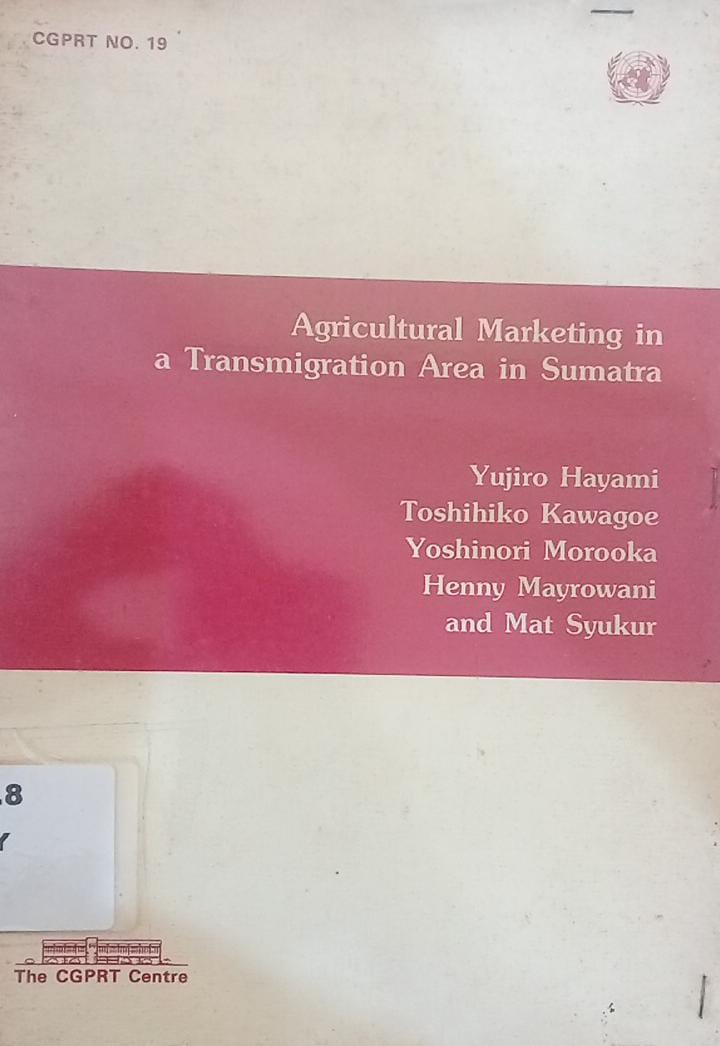 CGPRT NO. 19
Agricultural Marketing in
a Transmigration Area in Sumatra
Yujiro Hayami
Toshihiko Kawagoe
Yoshinori Morooka
Henny Mayrowani
and Mat Syukur
.8
Y
The CGPRT Centre